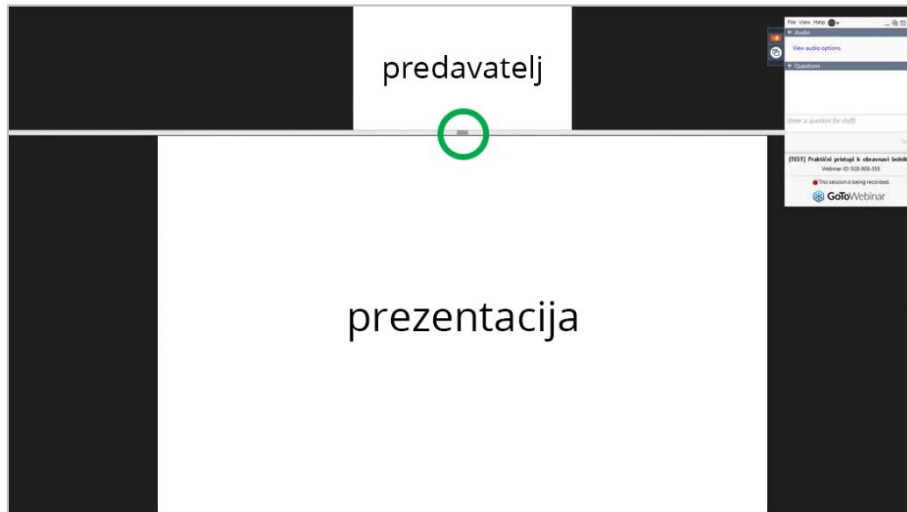 predavatelj
prezentacija
File View Help
Audio
View audio options
Questions
[Enter a question for staff]
[TEST] Praktični pristopi k obravnavi bolnik
This session is being recorded.
GoToWebinar